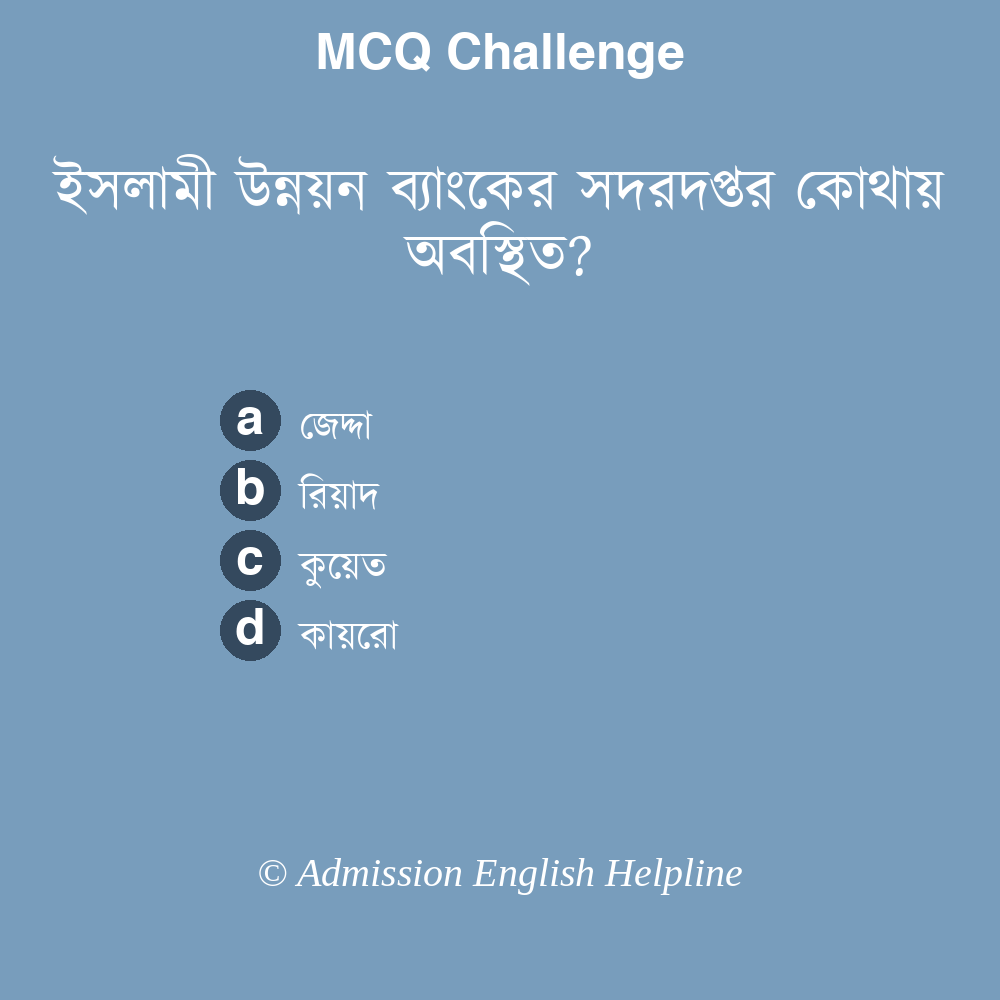 MCQ Challenge
ইসলামী উন্নয়ন ব্যাংকের সদরদপ্তর কোথায়
অবস্থিত?
a জেদ্দা
b রিয়াদ
c কুয়েত
d কায়রো
© Admission English Helpline